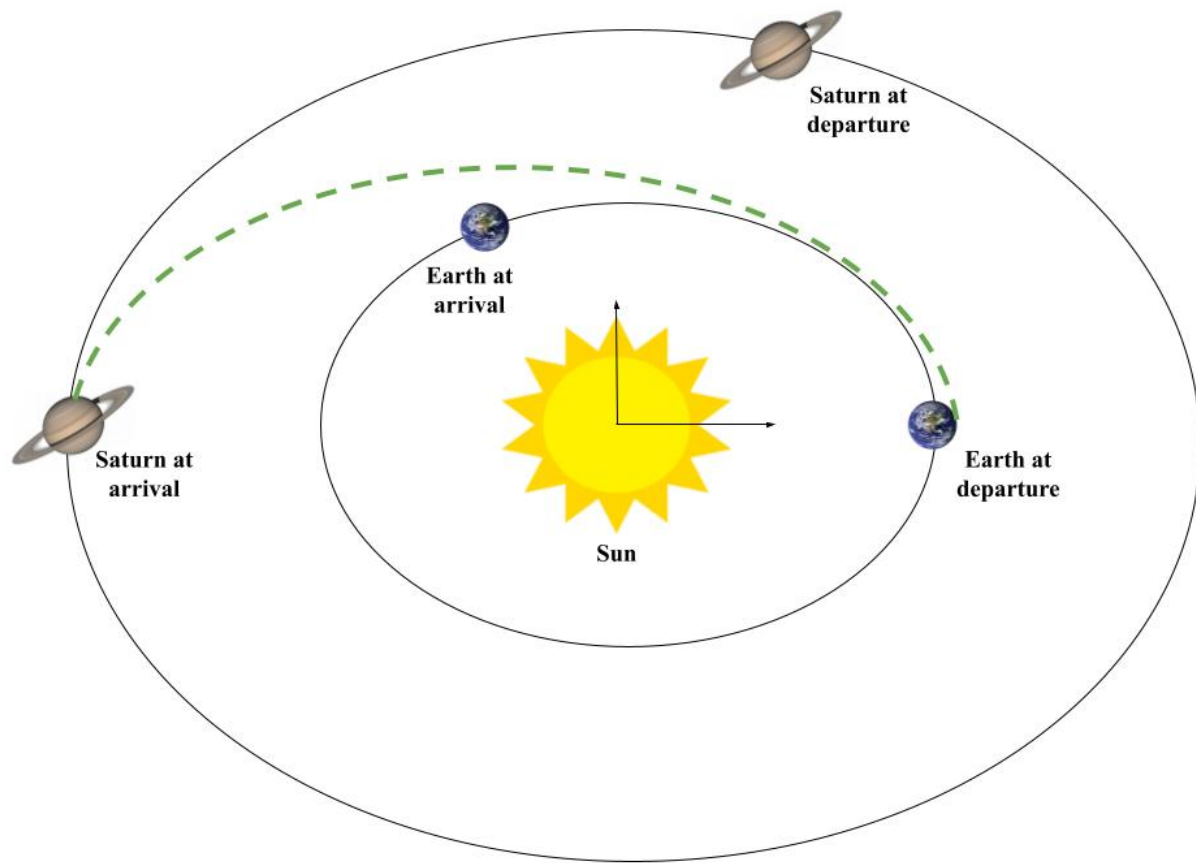 Saturn at
departure
Earth at
arrival
Saturn at
arrival
Earth at
departure
Sun